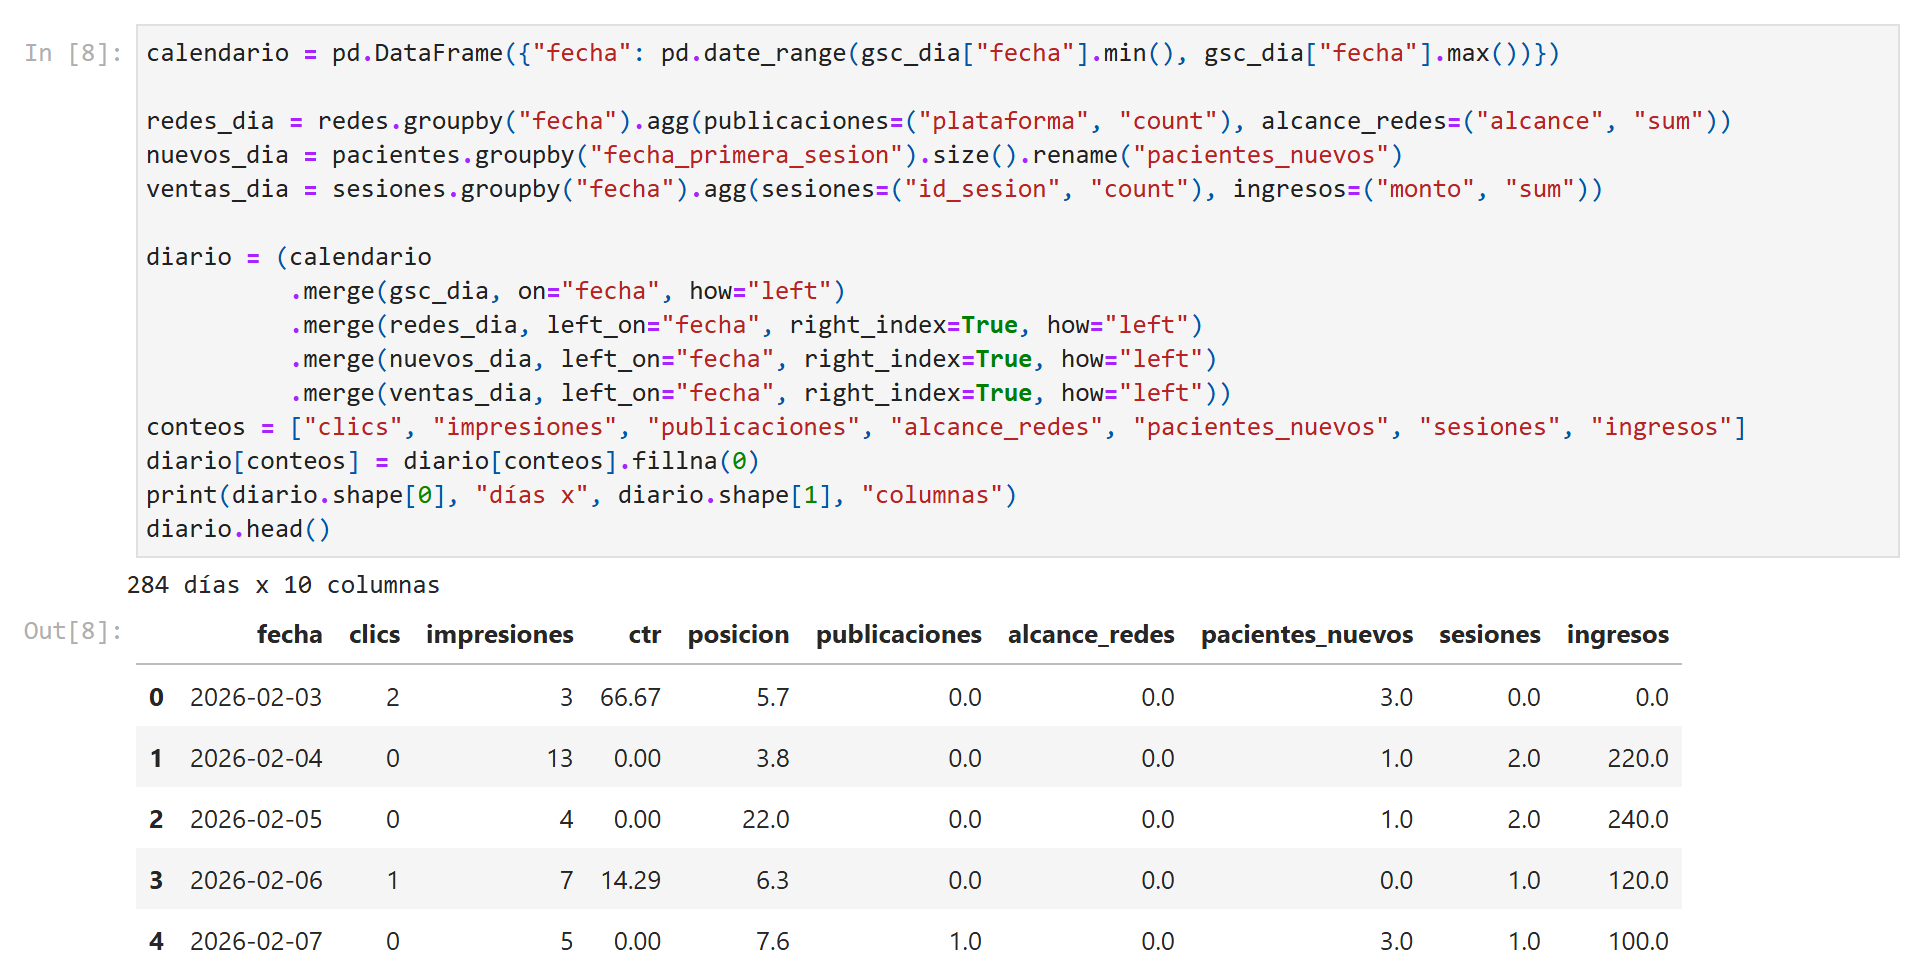 In [8]: calendario = pd.DataFrame({"fecha": pd.date_range(gsc_dia["fecha"].min(), gsc_dia["fecha"].max())})
redes_dia = redes.groupby("fecha").agg(publicaciones=("plataforma", "count"), alcance_redes=("alcance", "sum"))
nuevos_dia = pacientes.groupby("fecha_primera_sesion").size().rename("pacientes_nuevos")
ventas_dia = sesiones.groupby("fecha").agg(sesiones=("id_sesion", "count"), ingresos=("monto", "sum"))
diario = (calendario
.merge(gsc_dia, on="fecha", how="left")
.merge(redes_dia, left_on="fecha", right_index=True, how="left")
.merge(nuevos_dia, left_on="fecha", right_index=True, how="left")
.merge(ventas_dia, left_on="fecha", right_index=True, how="left"))
conteos = ["clics", "impresiones", "publicaciones", "alcance_redes", "pacientes_nuevos", "sesiones", "ingresos"]
diario[conteos] = diario[conteos].fillna(0)
print(diario.shape[0], "días x", diario.shape[1], "columnas")
diario.head()
284 días x 10 columnas
Out[8]: fecha clics impresiones ctr posicion publicaciones alcance_redes pacientes_nuevos sesiones ingresos
0 2026-02-03 2 3 66.67 5.7 0.0 0.0 3.0 0.0 0.0
1 2026-02-04 0 13 0.00 3.8 0.0 0.0 1.0 2.0 220.0
2 2026-02-05 0 4 0.00 22.0 0.0 0.0 1.0 2.0 240.0
3 2026-02-06 1 7 14.29 6.3 0.0 0.0 0.0 1.0 120.0
4 2026-02-07 0 5 0.00 7.6 1.0 0.0 3.0 1.0 100.0